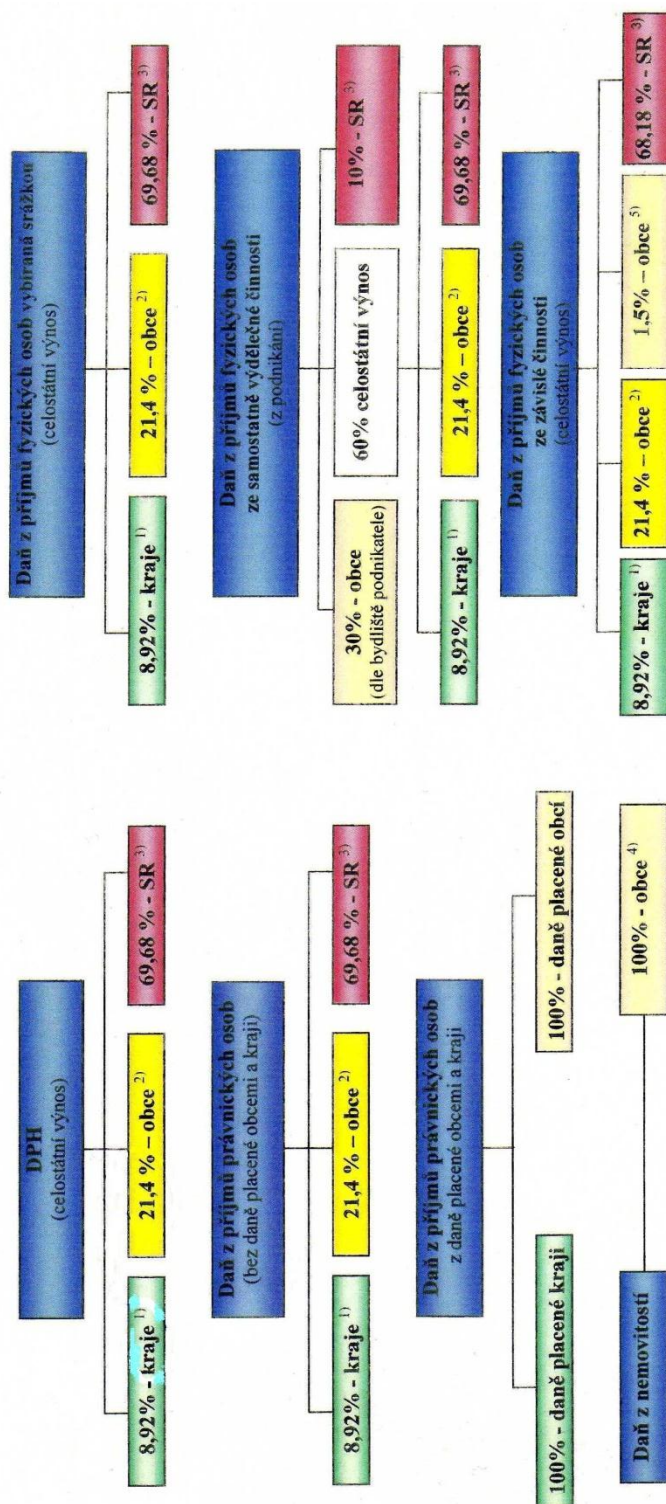 DPH
(celostátní výnos)
8,92% - kraje 1)
21,4 % – obce 2)
69,68 % - SR 3)
Daň z příjmů právnických osob
(bez daně placené obcemi a kraji)
8,92% - kraje 1)
21,4 % – obce 2)
69,68 % - SR 3)
Daň z příjmů právnických osob
z daně placené obcemi a kraji
100% - daně placené kraji
100% - daně placené obcí
Daň z nemovitostí
100% - obce 4)
Daň z příjmů fyzických osob vybíraná srážkou
(celostátní výnos)
8,92% - kraje 1)
21,4 % – obce 2)
69,68 % - SR 3)
Daň z příjmů fyzických osob
ze samostatně výdělečné činnosti
(z podnikání)
30% - obce
(dle bydliště podnikatele)
60% celostátní výnos
10% - SR 3)
8,92% - kraje 1)
21,4 % – obce 2)
69,68 % - SR 3)
Daň z příjmů fyzických osob
ze závislé činnosti
(celostátní výnos)
8,92% - kraje 1)
21,4 % – obce 2)
1,5% – obce 5)
68,18 % - SR 3)